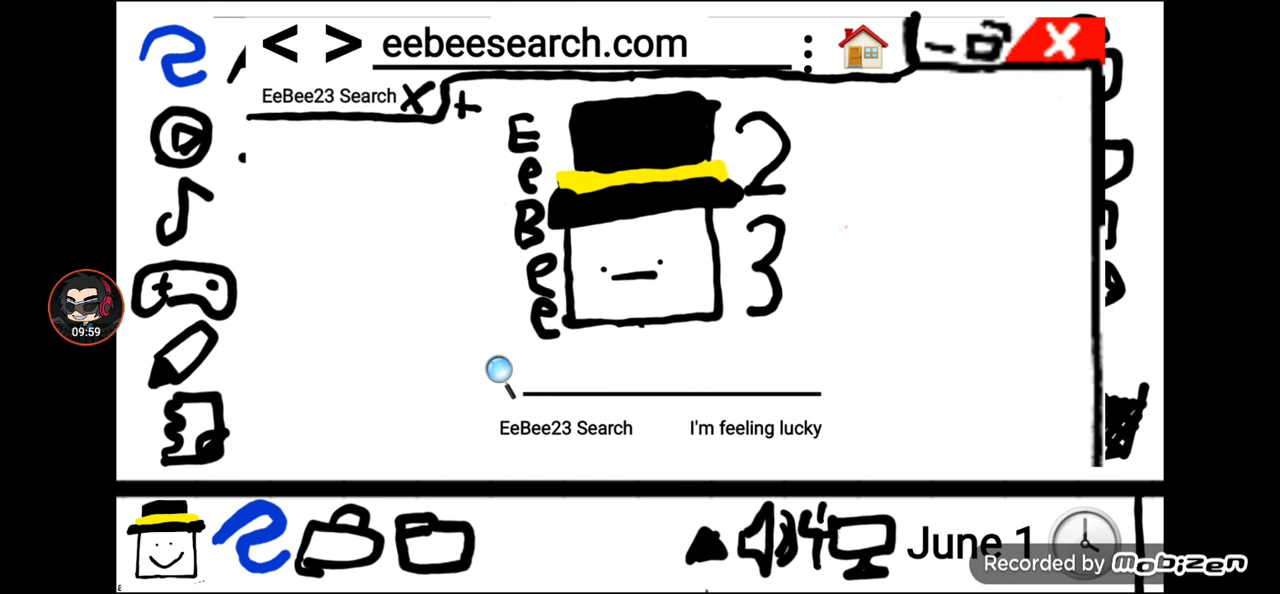 < > eebeesearch.com
EeBee23 Search X +
EeBee
23
EeBee23 Search
I'm feeling lucky
09:59
June 1
Recorded by mobizen